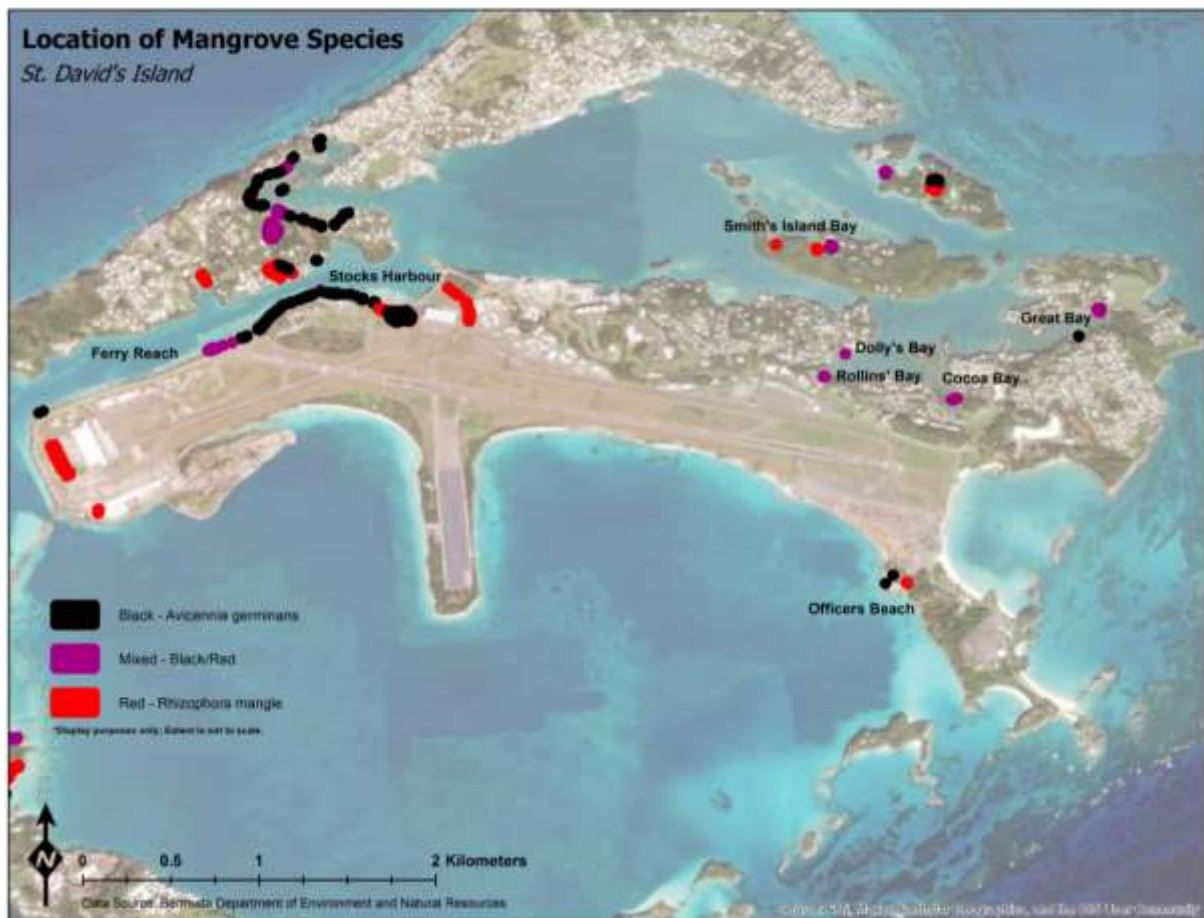 Location of Mangrove Species
St. David's Island
Smith's Island Bay
Stocks Harbour
Great Bay
Ferry Reach
Dolly's Bay
Rollins' Bay
Cocoa Bay
Officers Beach
Black - Avicennia germinans
Mixed - Black/Red
Red - Rhizophora mangle
*Display purposes only; Extent is not to scale.
N
0 0.5 1 2 Kilometers
Data Source: Bermuda Department of Environment and Natural Resources